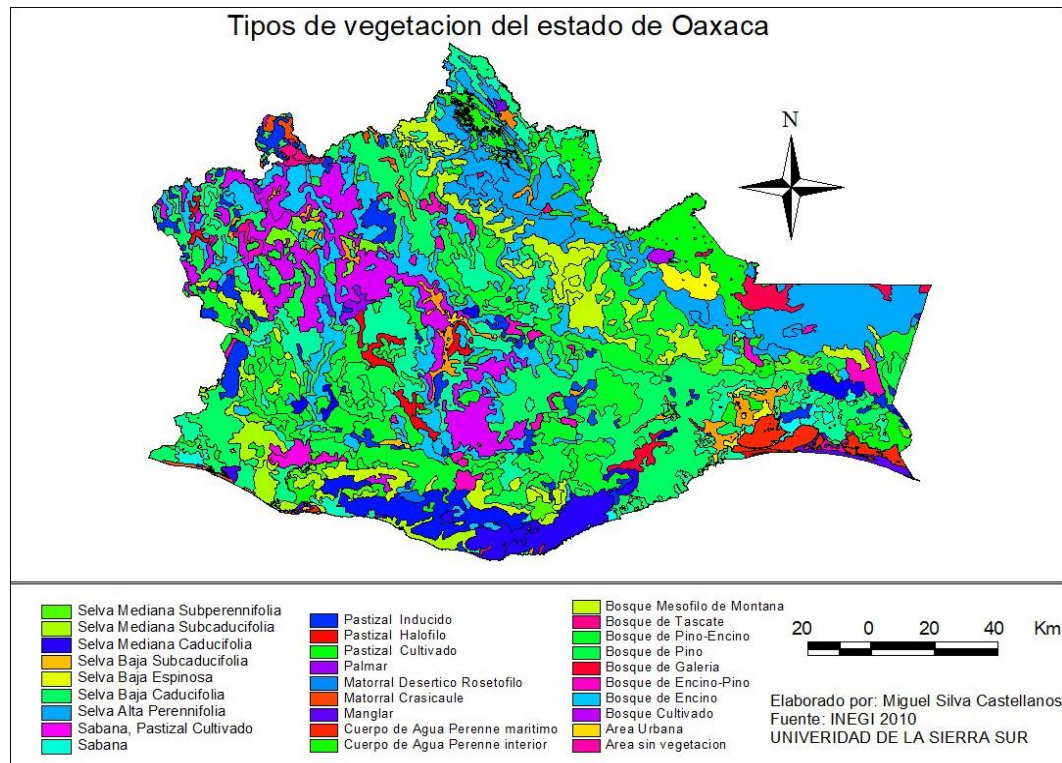 Tipos de vegetacion del estado de Oaxaca
N
Selva Mediana Subperennifolia
Selva Mediana Subcaducifolia
Selva Mediana Caducifolia
Selva Baja Subcaducifolia
Selva Baja Espinosa
Selva Baja Caducifolia
Selva Alta Perennifolia
Sabana, Pastizal Cultivado
Sabana
Pastizal Inducido
Pastizal Halofilo
Pastizal Cultivado
Palmar
Matorral Desertico Rosetofilo
Matorral Crasicaule
Manglar
Cuerpo de Agua Perenne maritimo
Cuerpo de Agua Perenne interior
Bosque Mesofilo de Montana
Bosque de Tascate
Bosque de Pino-Encino
Bosque de Pino
Bosque de Galeria
Bosque de Encino-Pino
Bosque de Encino
Bosque Cultivado
Area Urbana
Area sin vegetacion
20 0 20 40 Km
Elaborado por: Miguel Silva Castellanos
Fuente: INEGI 2010
UNIVERIDAD DE LA SIERRA SUR